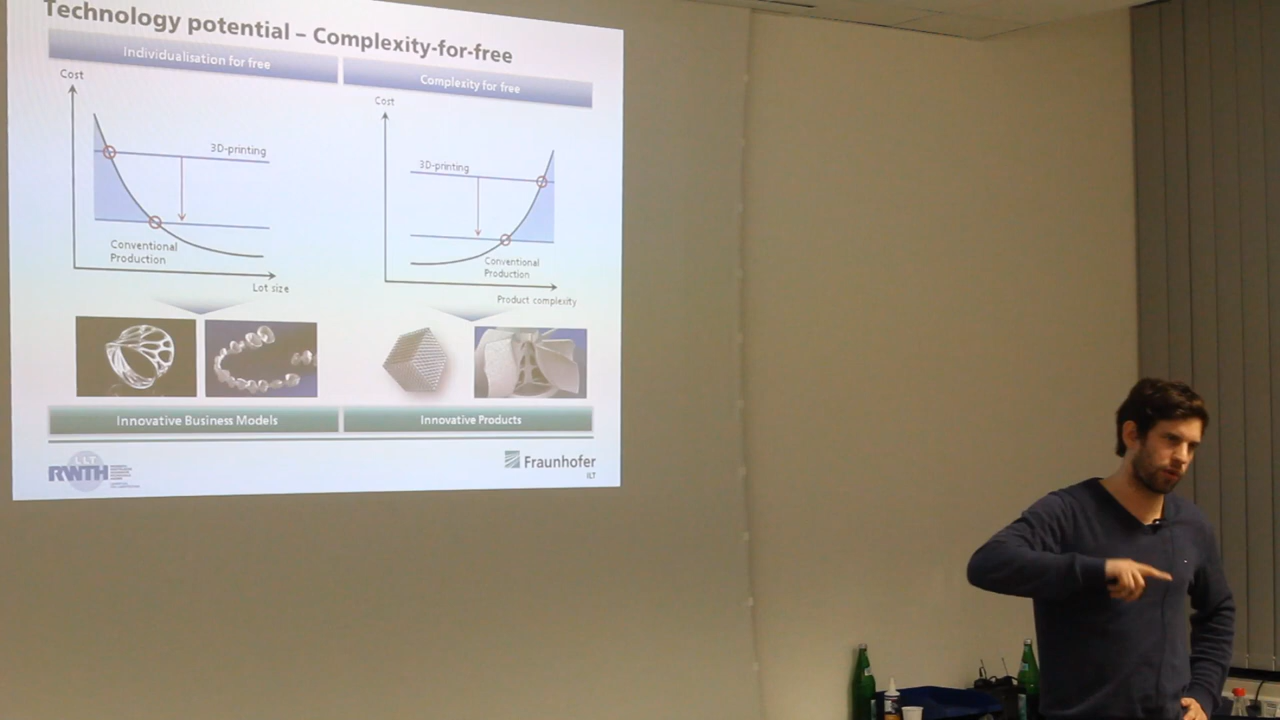 Technology potential – Complexity-for-free
Individualisation for free
Complexity for free
Cost
3D-printing
Conventional
Production
Lot size
Cost
3D-printing
Conventional
Production
Product complexity
Innovative Business Models
Innovative Products
LLT
RWTH
Fraunhofer
ILT